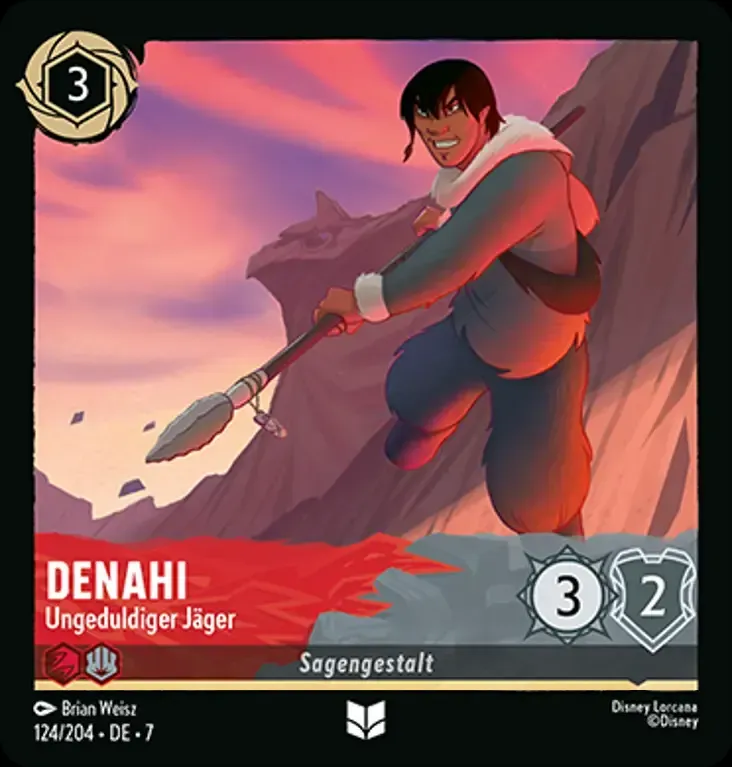 3
DENAHI
Ungeduldiger Jäger
3
2
Sagengestalt
Brian Weisz
Disney Lorcana
124/204 • DE • 7
©Disney